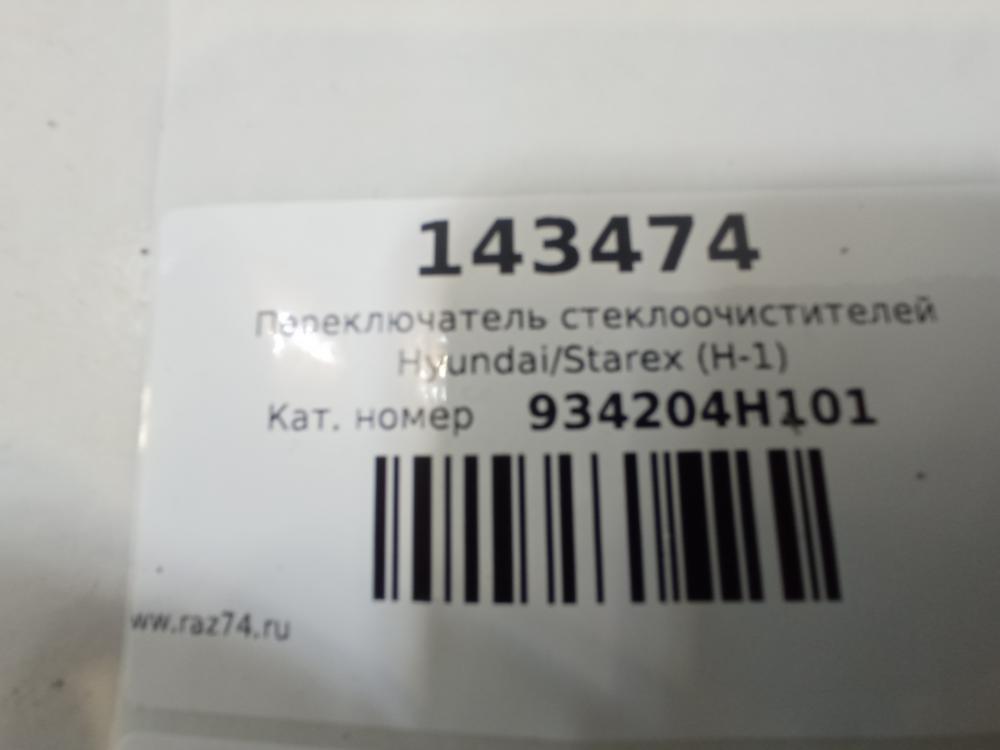 143474
Переключатель стеклоочистителей
Hyundai/Starex (H-1)
Кат. номер 934204H101
www.raz74.ru